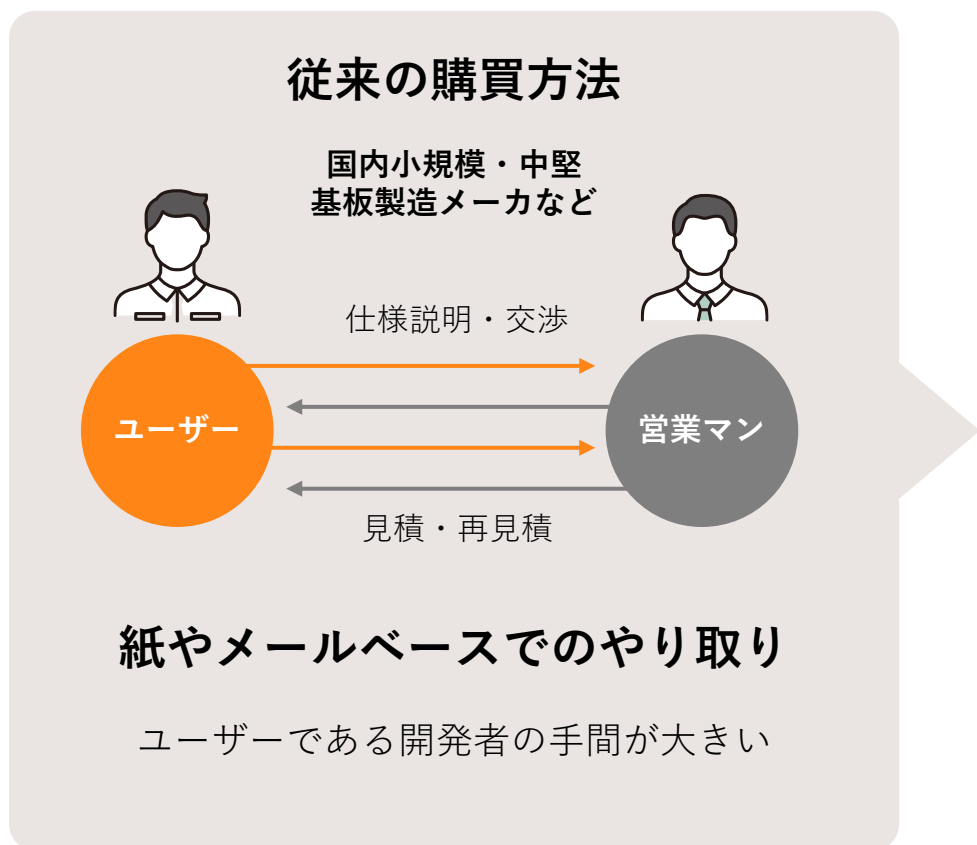 従来の購買方法
国内小規模・中堅
基板製造メーカなど
仕様説明・交渉
ユーザー
営業マン
見積・再見積
紙やメールベースでのやり取り
ユーザーである開発者の手間が大きい